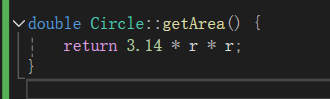 double Circle::getArea() {
    return 3.14 * r * r;
}